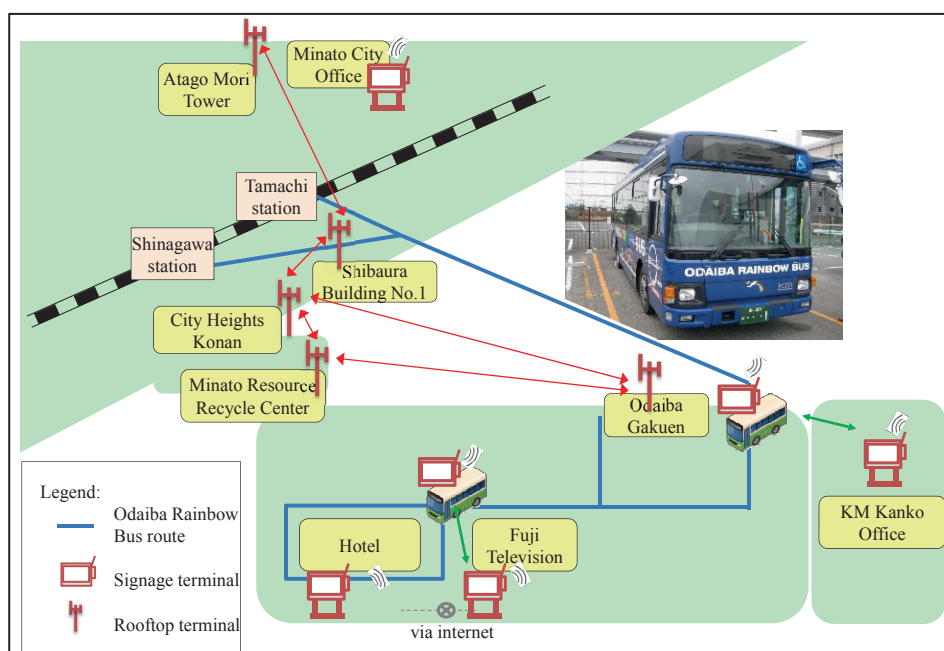 Atago Mori
Tower
Minato City
Office
Tamachi
station
Shinagawa
station
Shibaura
Building No.1
City Heights
Konan
Minato Resource
Recycle Center
ODAIBA RAINBOW BUS
km
Odaiba
Gakuen
KM Kanko
Office
Hotel
Fuji
Television
via internet
Legend:
Odaiba Rainbow
Bus route
Signage terminal
Rooftop terminal